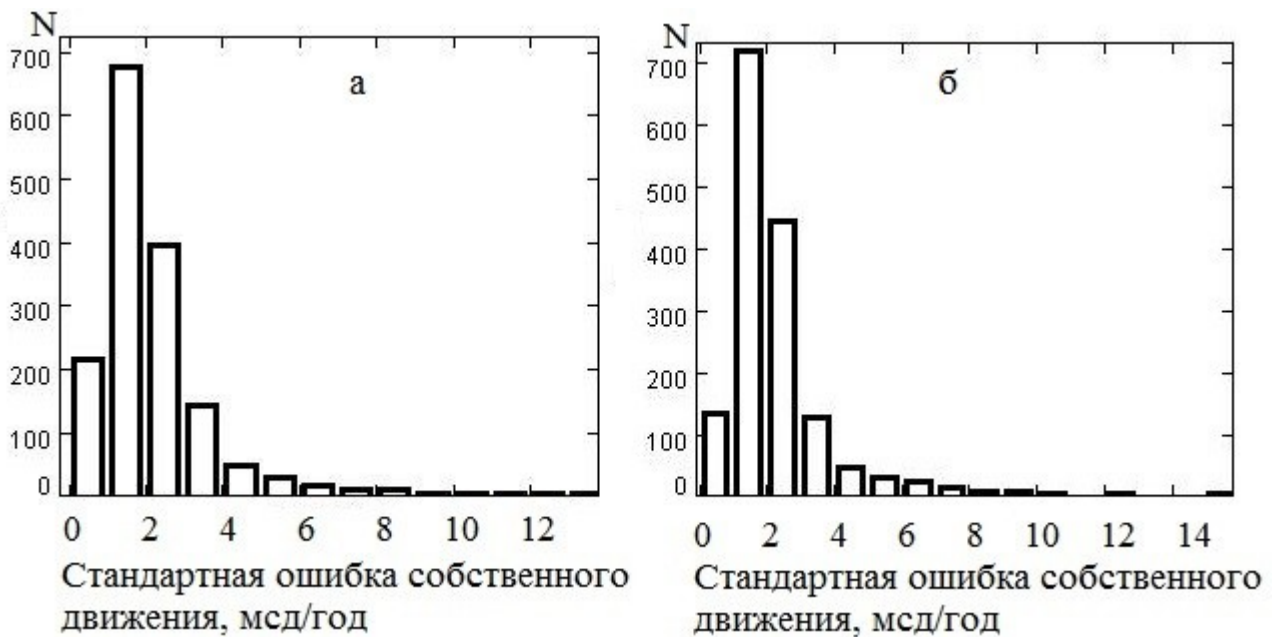 N
700
600
500
400
300
200
100
0
а
0 2 4 6 8 10 12
Стандартная ошибка собственного
движения, мсд/год
N
700
600
500
400
300
200
100
0
б
0 2 4 6 8 10 12 14
Стандартная ошибка собственного
движения, мсд/год